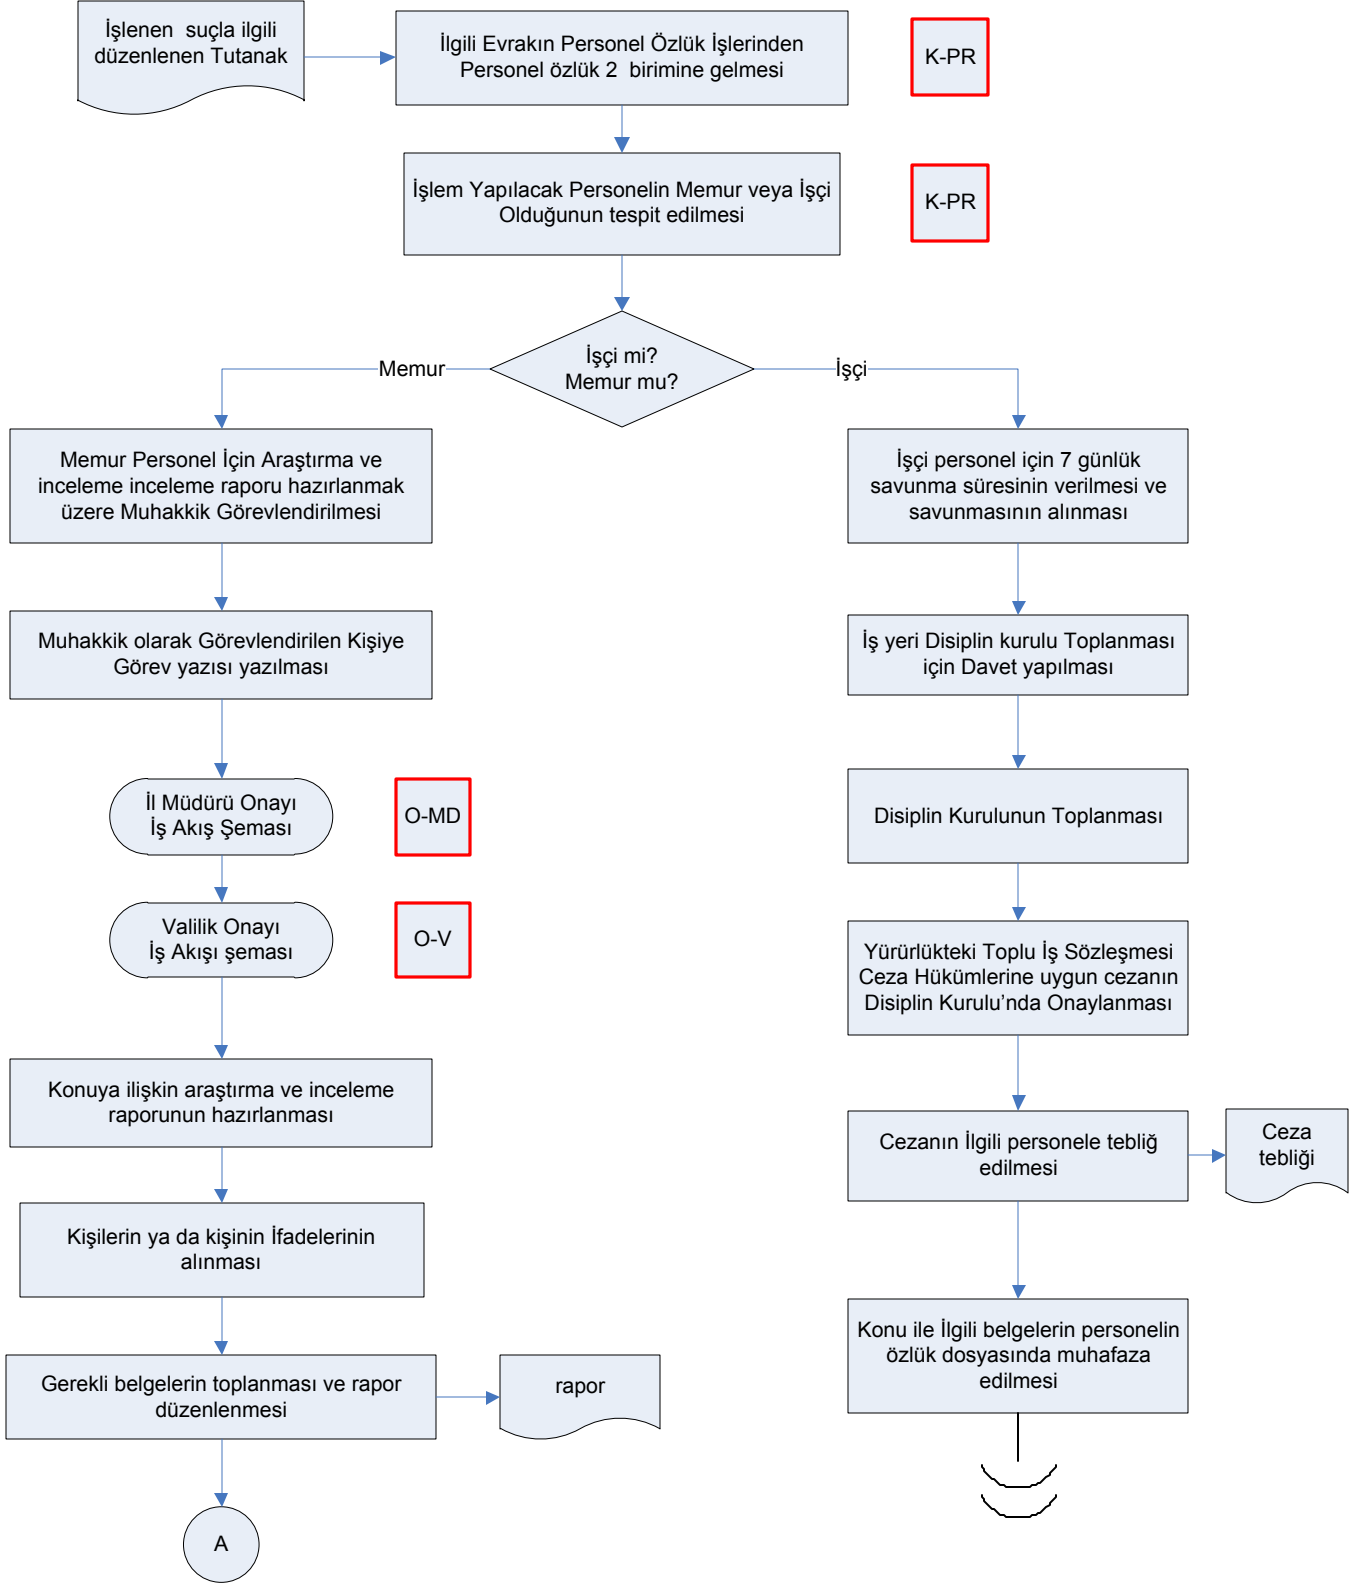 İşlenen suçla ilgili
düzenlenen Tutanak
İlgili Evrakın Personel Özlük İşlerinden
Personel özlük 2 birimine gelmesi
K-PR
İşlem Yapılacak Personelin Memur veya İşçi
Olduğunun tespit edilmesi
K-PR
İşçi mi?
Memur mu?
Memur
İşçi
Memur Personel İçin Araştırma ve
inceleme inceleme raporu hazırlanmak
üzere Muhakkik Görevlendirilmesi
Muhakkik olarak Görevlendirilen Kişiye
Görev yazısı yazılması
İl Müdürü Onayı
İş Akış Şeması
O-MD
Valilik Onayı
İş Akışı şeması
O-V
Konuya ilişkin araştırma ve inceleme
raporunun hazırlanması
Kişilerin ya da kişinin İfadelerinin
alınması
Gerekli belgelerin toplanması ve rapor
düzenlenmesi
rapor
A
İşçi personel için 7 günlük
savunma süresinin verilmesi ve
savunmasının alınması
İş yeri Disiplin kurulu Toplanması
için Davet yapılması
Disiplin Kurulunun Toplanması
Yürürlükteki Toplu İş Sözleşmesi
Ceza Hükümlerine uygun cezanın
Disiplin Kurulu’nda Onaylanması
Cezanın İlgili personele tebliğ
edilmesi
Ceza
tebliği
Konu ile İlgili belgelerin personelin
özlük dosyasında muhafaza
edilmesi